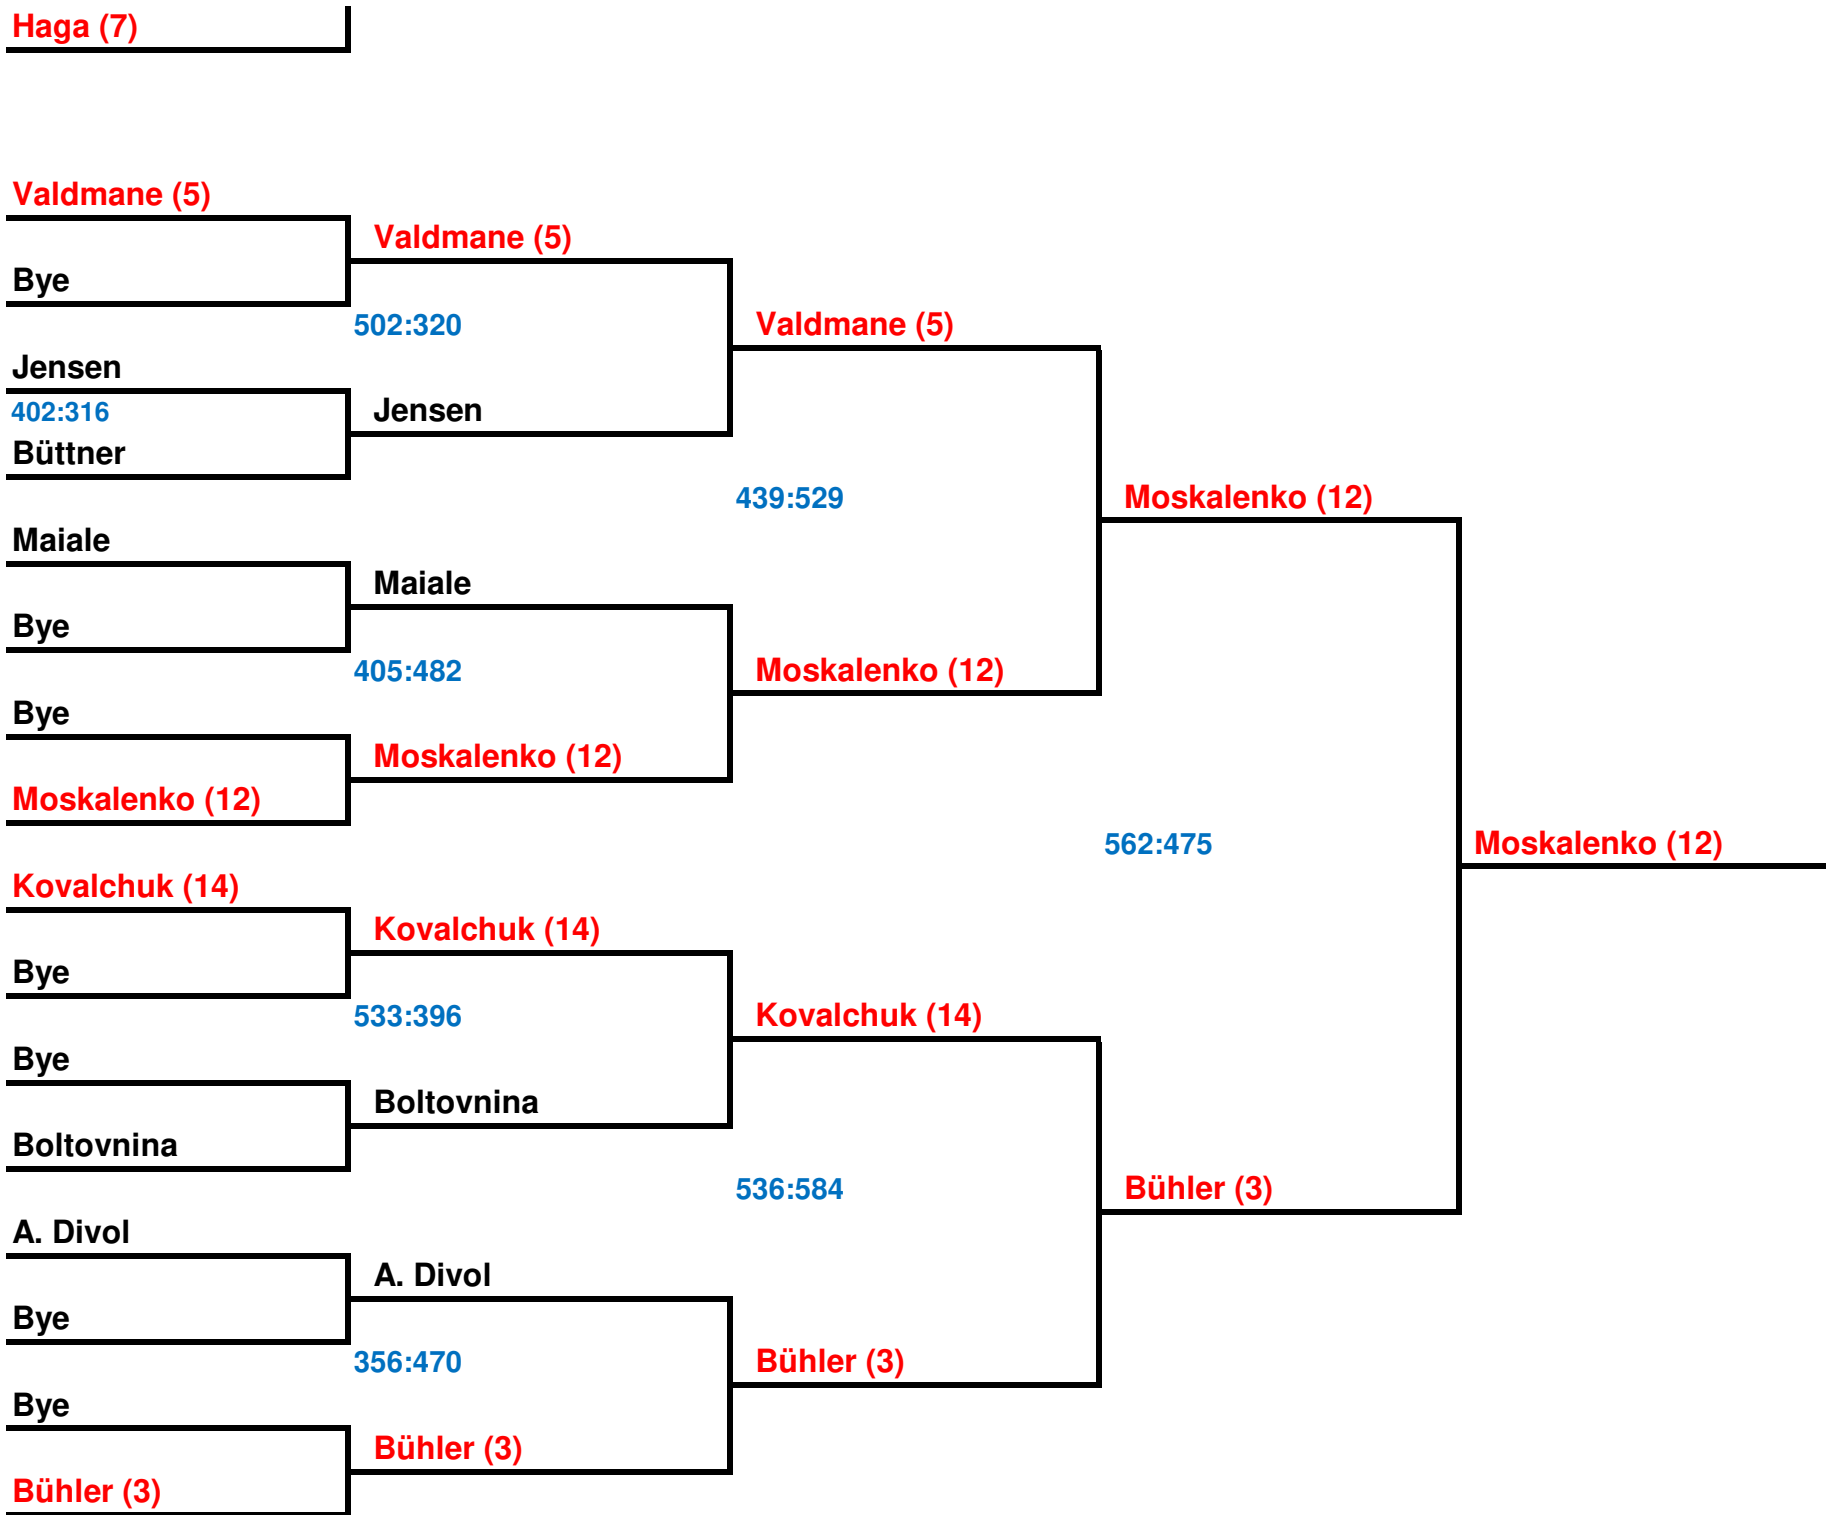 Haga (7)
Valdmane (5)
Valdmane (5)
Bye
502:320
Valdmane (5)
Jensen
402:316
Jensen
Büttner
439:529
Moskalenko (12)
Maiale
Maiale
Bye
405:482
Moskalenko (12)
Bye
Moskalenko (12)
Moskalenko (12)
562:475
Moskalenko (12)
Kovalchuk (14)
Kovalchuk (14)
Bye
533:396
Kovalchuk (14)
Bye
Boltovnina
Boltovnina
536:584
Bühler (3)
A. Divol
A. Divol
Bye
356:470
Bühler (3)
Bye
Bühler (3)
Bühler (3)